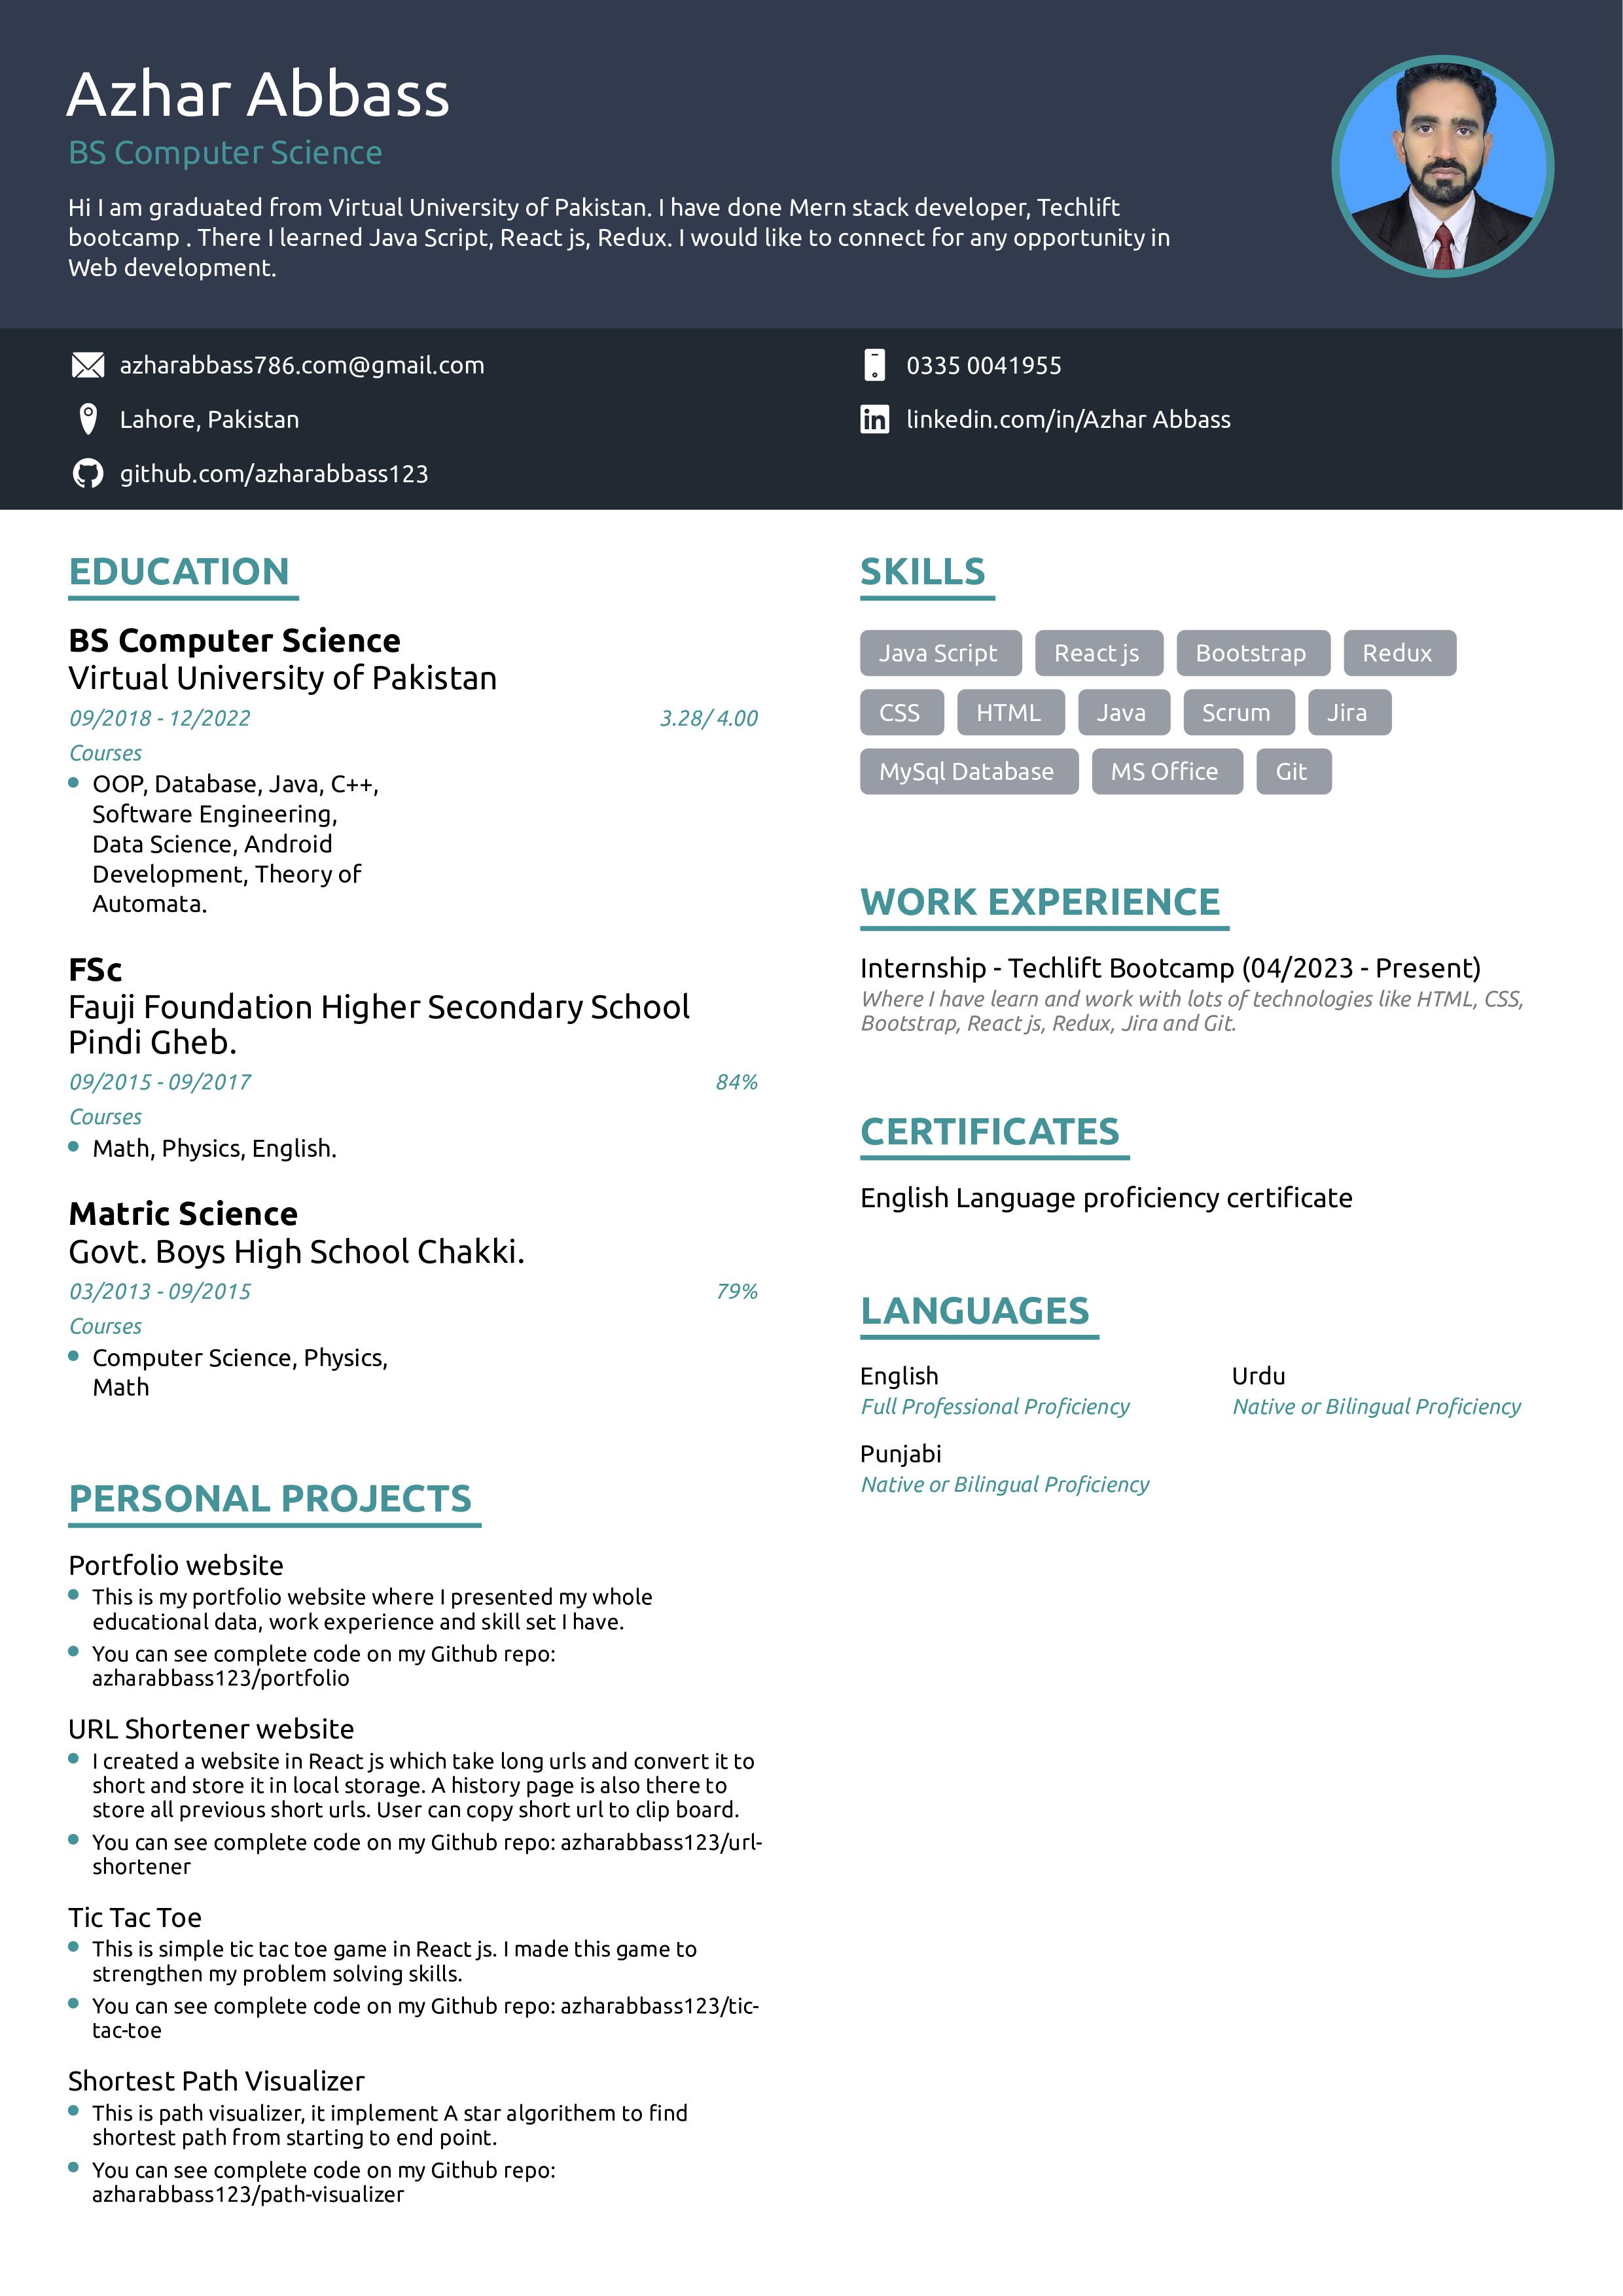 Azhar Abbass
BS Computer Science
Hi I am graduated from Virtual University of Pakistan. I have done Mern stack developer, Techlift
bootcamp . There I learned Java Script, React js, Redux. I would like to connect for any opportunity in
Web development.
azharabbass786.com@gmail.com
0335 0041955
Lahore, Pakistan
linkedin.com/in/Azhar Abbass
github.com/azharabbass123
EDUCATION
BS Computer Science
Virtual University of Pakistan
09/2018 - 12/2022
3.28/ 4.00
Courses
OOP, Database, Java, C++,
Software Engineering,
Data Science, Android
Development, Theory of
Automata.
FSc
Fauji Foundation Higher Secondary School
Pindi Gheb.
09/2015 - 09/2017
84%
Courses
Math, Physics, English.
Matric Science
Govt. Boys High School Chakki.
03/2013 - 09/2015
79%
Courses
Computer Science, Physics,
Math
PERSONAL PROJECTS
Portfolio website
This is my portfolio website where I presented my whole
educational data, work experience and skill set I have.
You can see complete code on my Github repo:
azharabbass123/portfolio
URL Shortener website
I created a website in React js which take long urls and convert it to
short and store it in local storage. A history page is also there to
store all previous short urls. User can copy short url to clip board.
You can see complete code on my Github repo: azharabbass123/url-
shortener
Tic Tac Toe
This is simple tic tac toe game in React js. I made this game to
strengthen my problem solving skills.
You can see complete code on my Github repo: azharabbass123/tic-
tac-toe
Shortest Path Visualizer
This is path visualizer, it implement A star algorithem to find
shortest path from starting to end point.
You can see complete code on my Github repo:
azharabbass123/path-visualizer
SKILLS
Java Script React js Bootstrap Redux
CSS HTML Java Scrum Jira
MySql Database MS Office Git
WORK EXPERIENCE
Internship - Techlift Bootcamp (04/2023 - Present)
Where I have learn and work with lots of technologies like HTML, CSS,
Bootstrap, React js, Redux, Jira and Git.
CERTIFICATES
English Language proficiency certificate
LANGUAGES
English
Full Professional Proficiency
Urdu
Native or Bilingual Proficiency
Punjabi
Native or Bilingual Proficiency